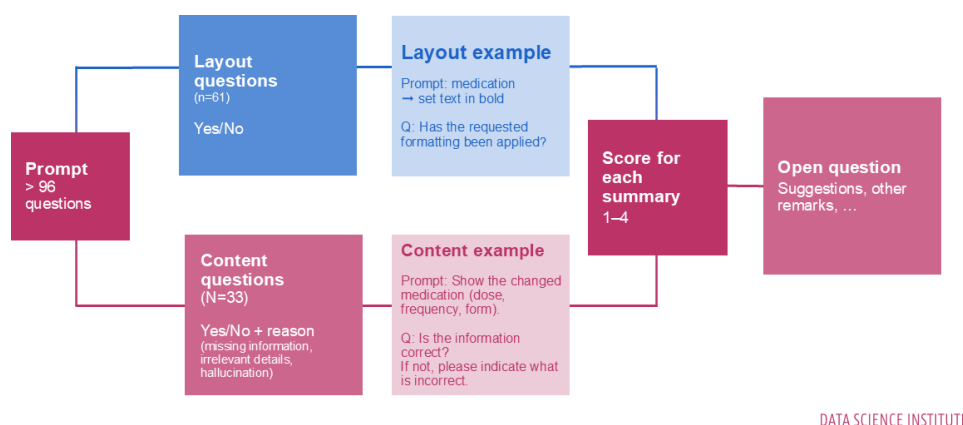 Prompt
> 96
questions
Layout
questions
(n=61)
Yes/No
Layout example
Prompt: medication
→ set text in bold
Q: Has the requested
formatting been applied?
Content
questions
(N=33)
Yes/No + reason
(missing information,
irrelevant details,
hallucination)
Content example
Prompt: Show the changed
medication (dose,
frequency, form).
Q: Is the information
correct?
If not, please indicate what
is incorrect.
Score for
each
summary
1–4
Open question
Suggestions, other
remarks, …
DATA SCIENCE INSTITUTE